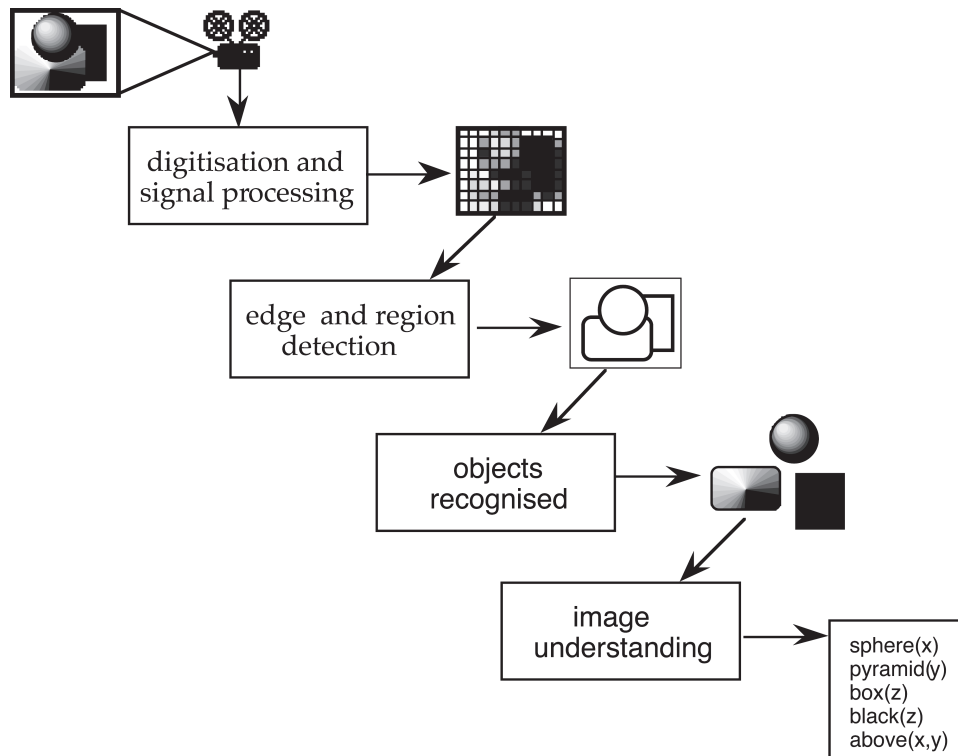 digitisation and
signal processing
edge and region
detection
objects
recognised
image
understanding
sphere(x)
pyramid(y)
box(z)
black(z)
above(x,y)